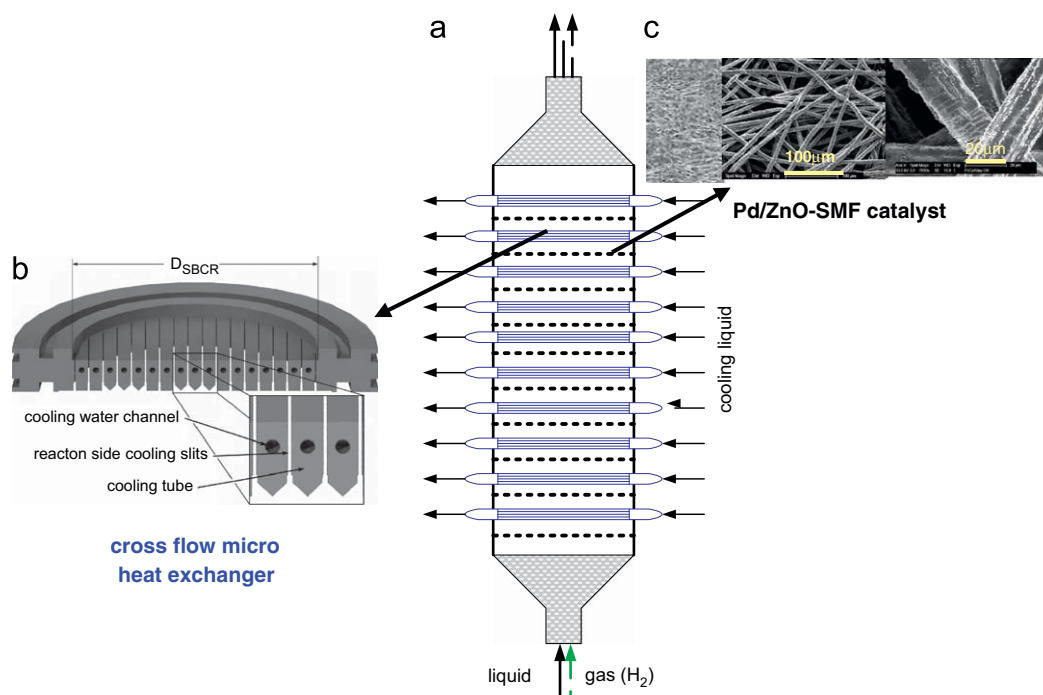 a
c
100μm
20μm
Pd/ZnO-SMF catalyst
b
D_SBCR
cooling water channel
reacton side cooling slits
cooling tube
cross flow micro
heat exchanger
cooling liquid
liquid
gas (H₂)